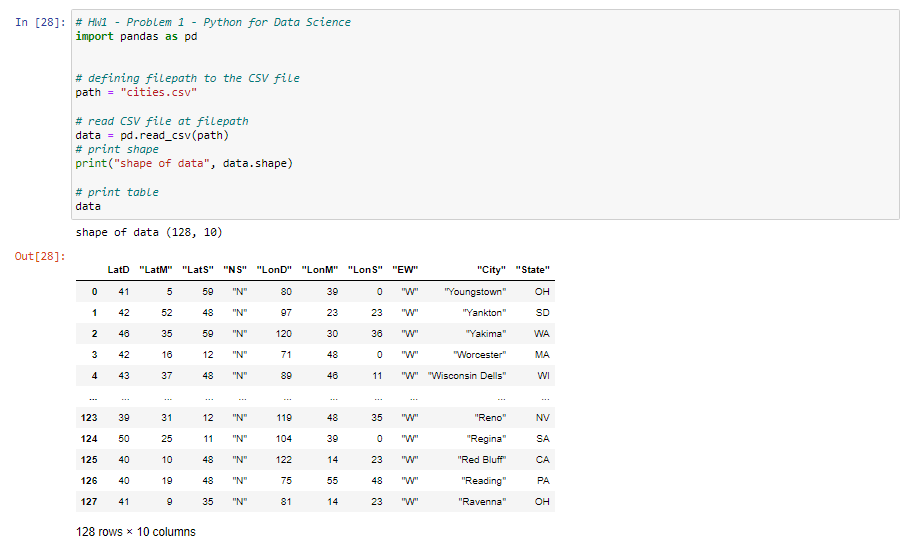 In [28]: # HW1 - Problem 1 - Python for Data Science
import pandas as pd
# defining filepath to the CSV file
path = "cities.csv"
# read CSV file at filepath
data = pd.read_csv(path)
# print shape
print("shape of data", data.shape)
# print table
data
shape of data (128, 10)
Out[28]:
LatD "LatM" "LatS" "NS" "LonD" "LonM" "LonS" "EW" "City" "State"
0 41 5 59 "N" 80 39 0 "W" "Youngstown" OH
1 42 52 48 "N" 97 23 23 "W" "Yankton" SD
2 46 35 59 "N" 120 30 36 "W" "Yakima" WA
3 42 16 12 "N" 71 48 0 "W" "Worcester" MA
4 43 37 48 "N" 89 46 11 "W" "Wisconsin Dells" WI
... ... ... ... ... ... ... ... ... ... ...
123 39 31 12 "N" 119 48 35 "W" "Reno" NV
124 50 25 11 "N" 104 39 0 "W" "Regina" SA
125 40 10 48 "N" 122 14 23 "W" "Red Bluff" CA
126 40 19 48 "N" 75 55 48 "W" "Reading" PA
127 41 9 35 "N" 81 14 23 "W" "Ravenna" OH
128 rows × 10 columns